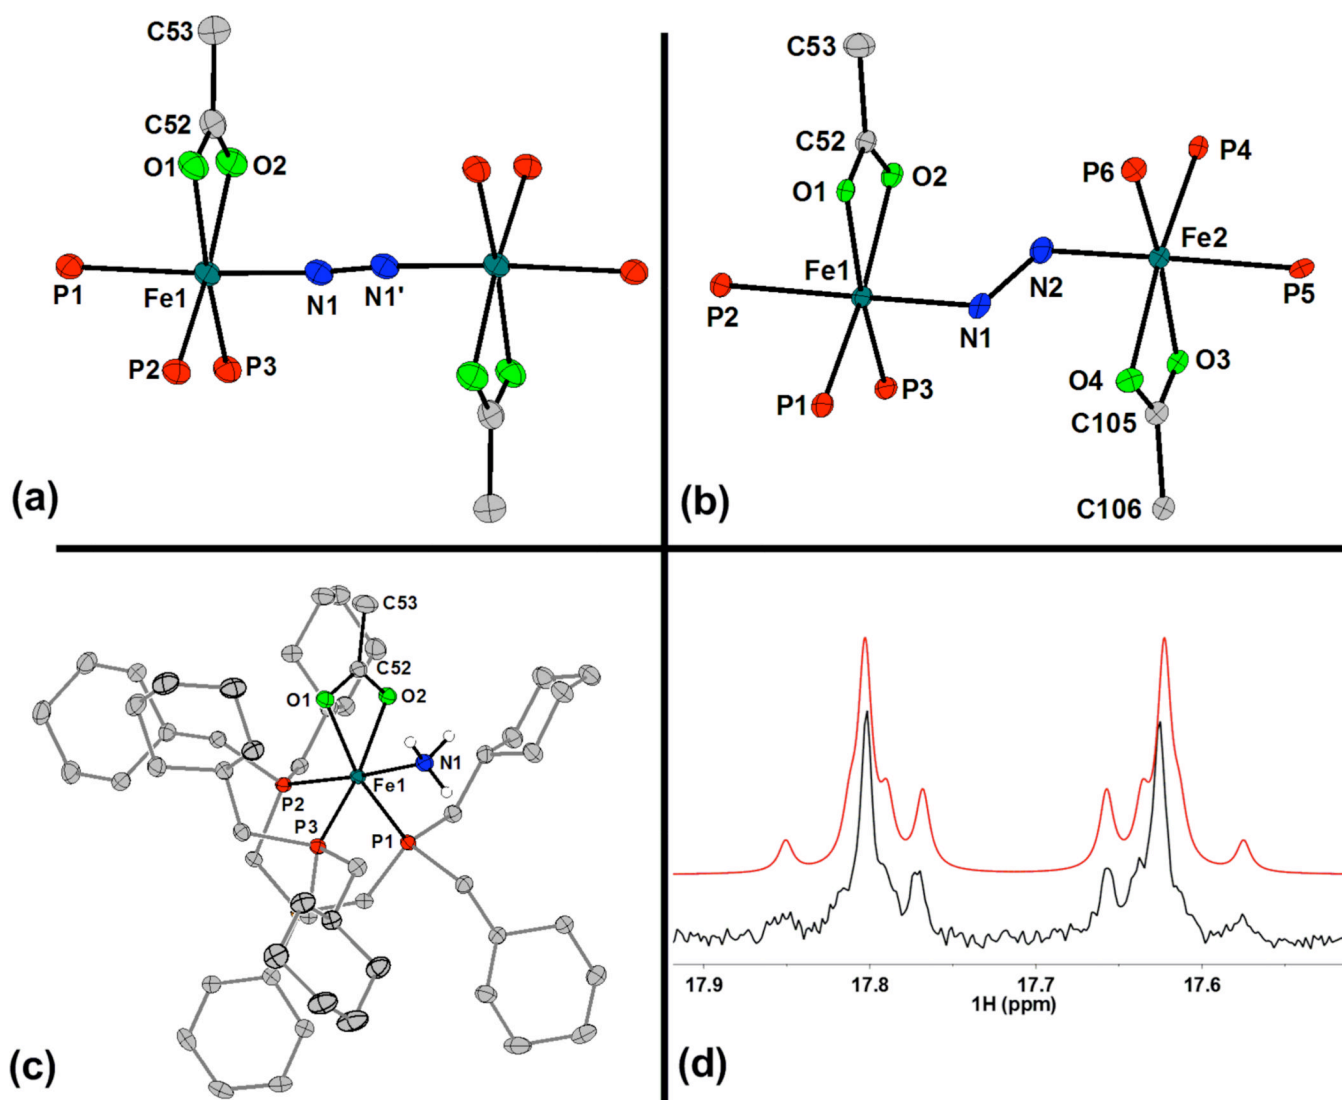 C53
C52
O1
O2
P1
Fe1
N1
N1'
P2
P3
(a)
C53
C52
O1
O2
P6
P4
Fe1
Fe2
P2
N1
N2
P5
P1
P3
O4
O3
C105
C106
(b)
C53
C52
O1
O2
N1
Fe1
P2
P3
P1
(c)
17.9
17.8
17.7
17.6
1H (ppm)
(d)